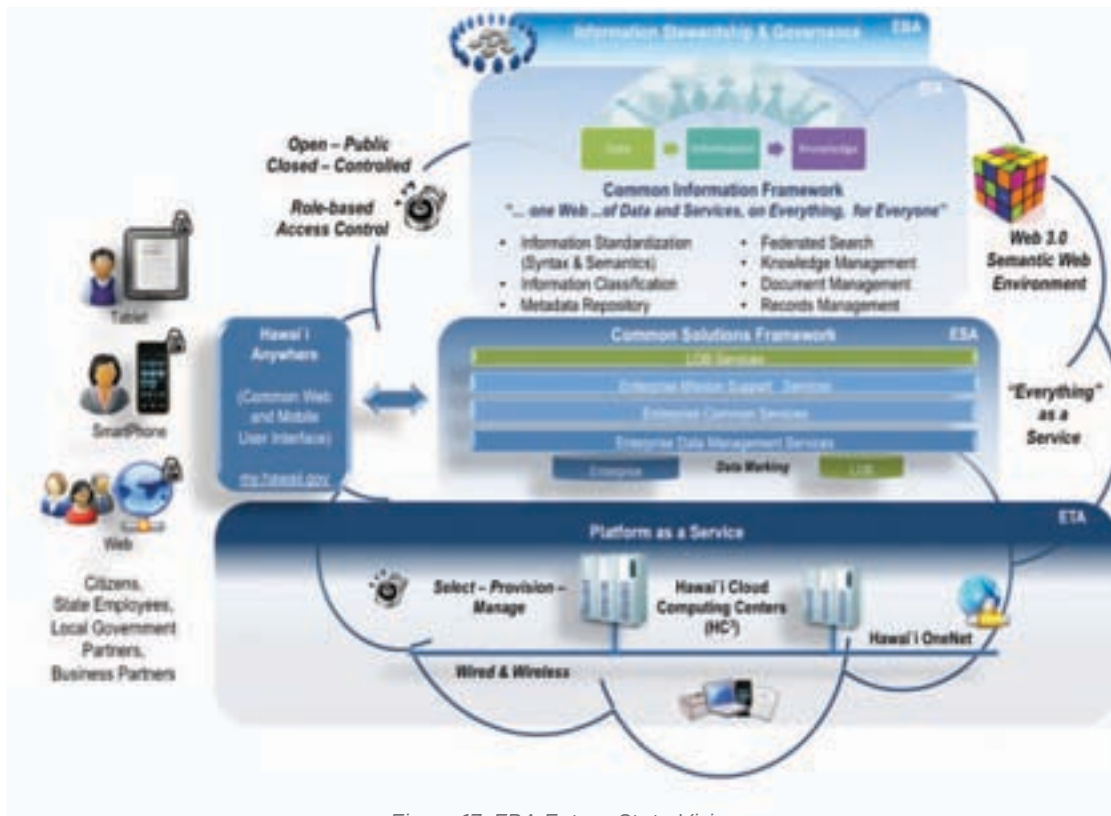 Information Stewardship & Governance
EBA
EIA
Open – Public
Closed – Controlled
Role-based
Access Control
Data
Information
Knowledge
Common Information Framework
“... one Web ...of Data and Services, on Everything, for Everyone”
• Information Standardization
(Syntax & Semantics)
• Information Classification
• Metadata Repository
• Federated Search
• Knowledge Management
• Document Management
• Records Management
Web 3.0
Semantic Web
Environment
Tablet
SmartPhone
Web
Citizens,
State Employees,
Local Government
Partners,
Business Partners
Hawai`i
Anywhere
(Common Web
and Mobile
User Interface)
my.hawaii.gov
Common Solutions Framework
ESA
LOB Services
Enterprise Mission Support Services
Enterprise Common Services
Enterprise Data Management Services
Enterprise
Data Marking
LOB
“Everything”
as a
Service
ETA
Platform as a Service
Select – Provision –
Manage
Hawai`i Cloud
Computing Centers
(HC³)
Hawai`i OneNet
Wired & Wireless